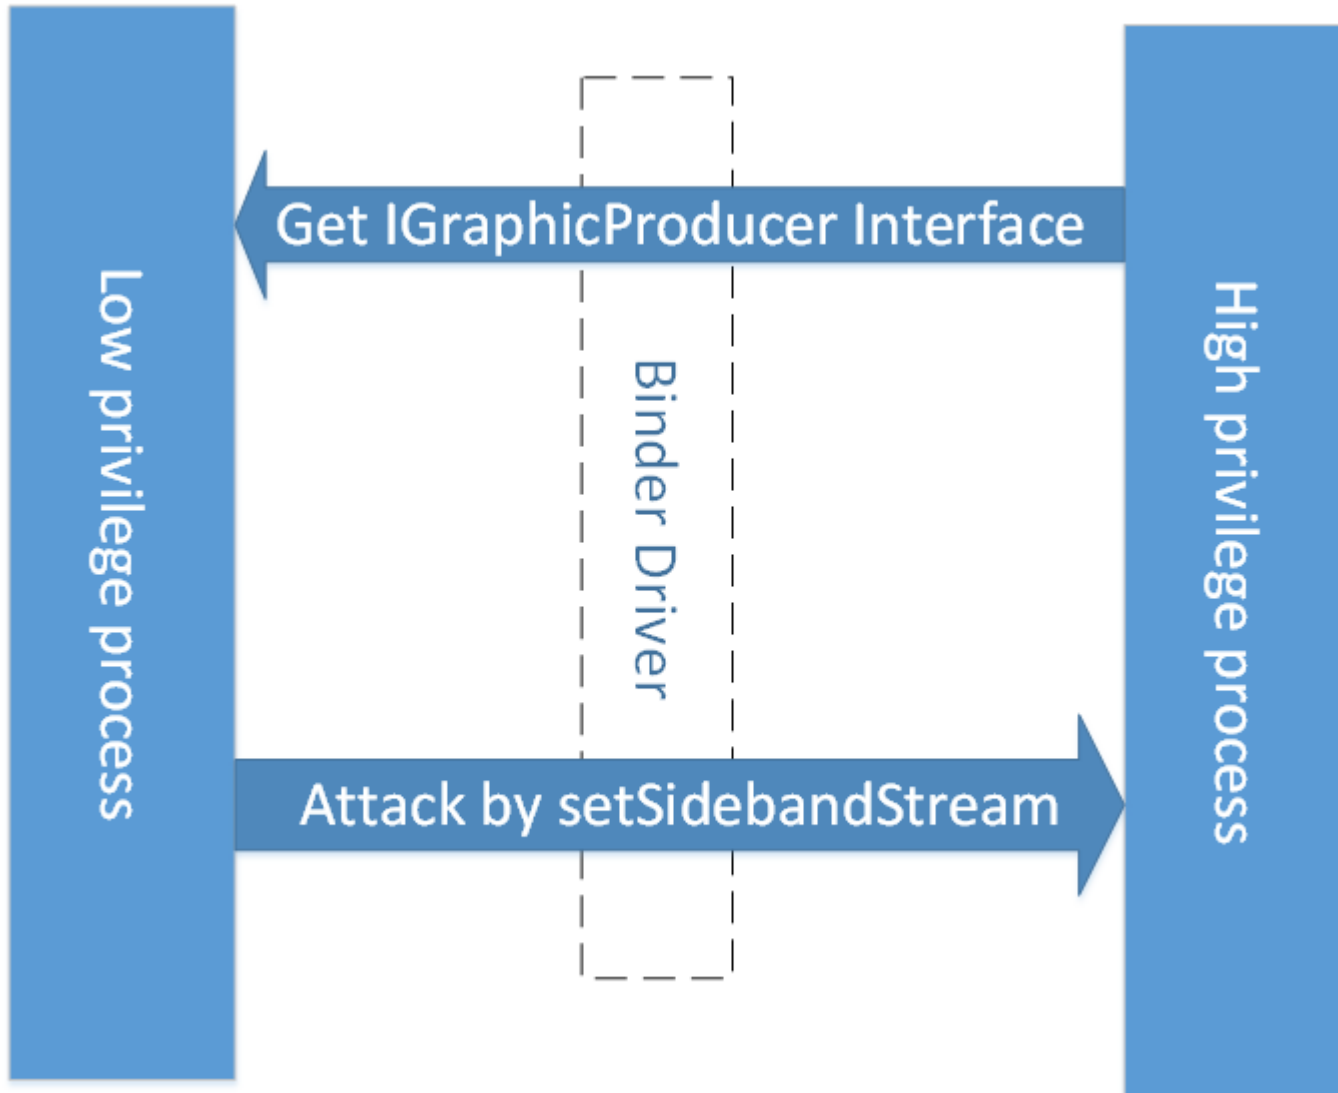 Low privilege process
Get IGraphicProducer Interface
Binder Driver
Attack by setSidebandStream
High privilege process